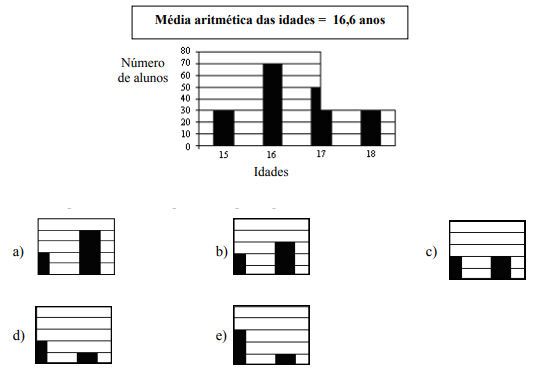 Média aritmética das idades = 16,6 anos
Número
de alunos
80
70
60
50
40
30
20
10
0
15 16 17 18
Idades
a) b) c)
d) e)